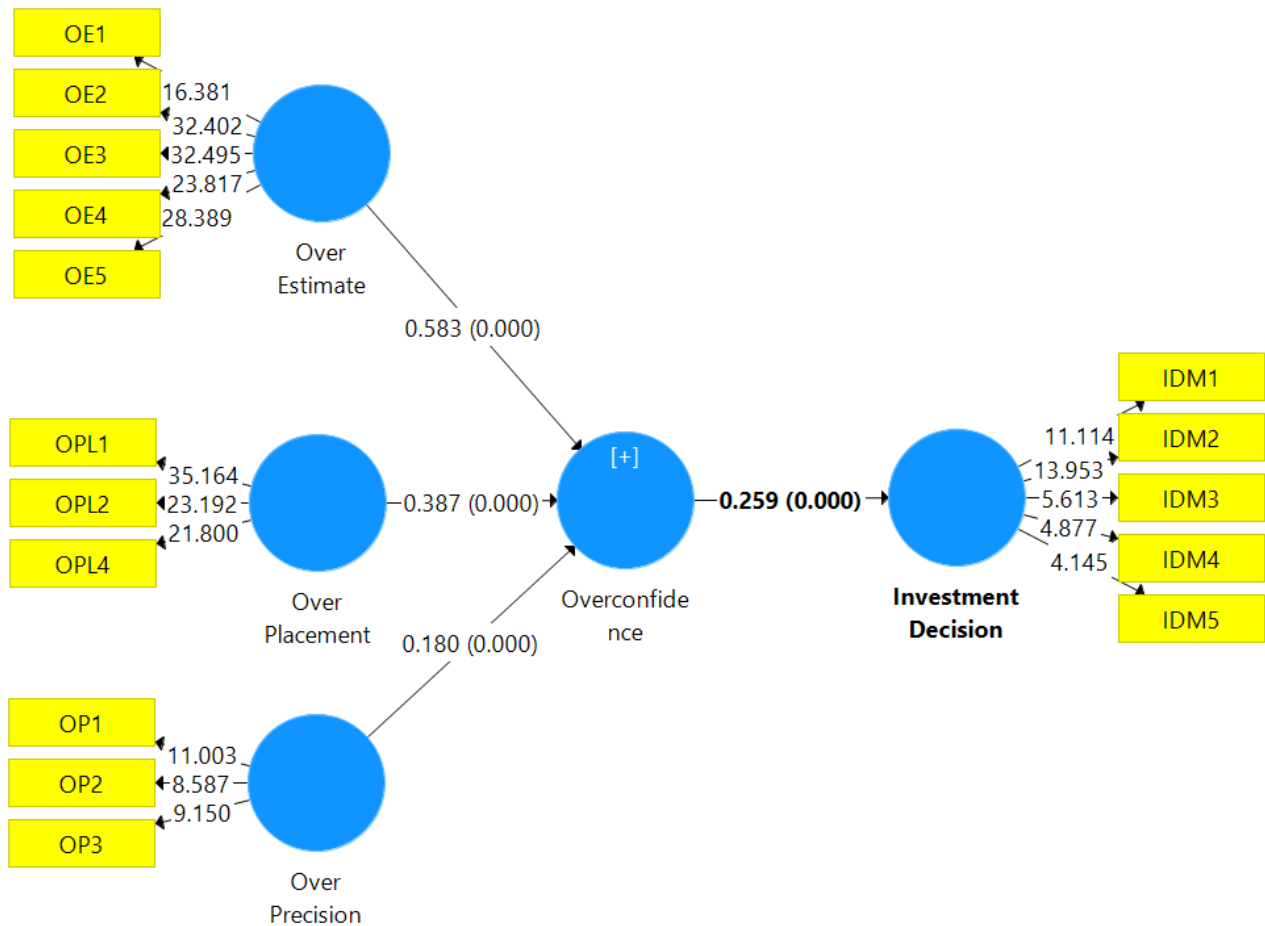 OE1
16.381
OE2
32.402
OE3
32.495
23.817
OE4
28.389
OE5
Over
Estimate
0.583 (0.000)
OPL1
35.164
OPL2
23.192
21.800
OPL4
Over
Placement
0.387 (0.000)
[+]
Overconfide
nce
0.259 (0.000)
Investment
Decision
IDM1
11.114
IDM2
13.953
IDM3
5.613
4.877
IDM4
4.145
IDM5
0.180 (0.000)
OP1
11.003
OP2
8.587
9.150
OP3
Over
Precision